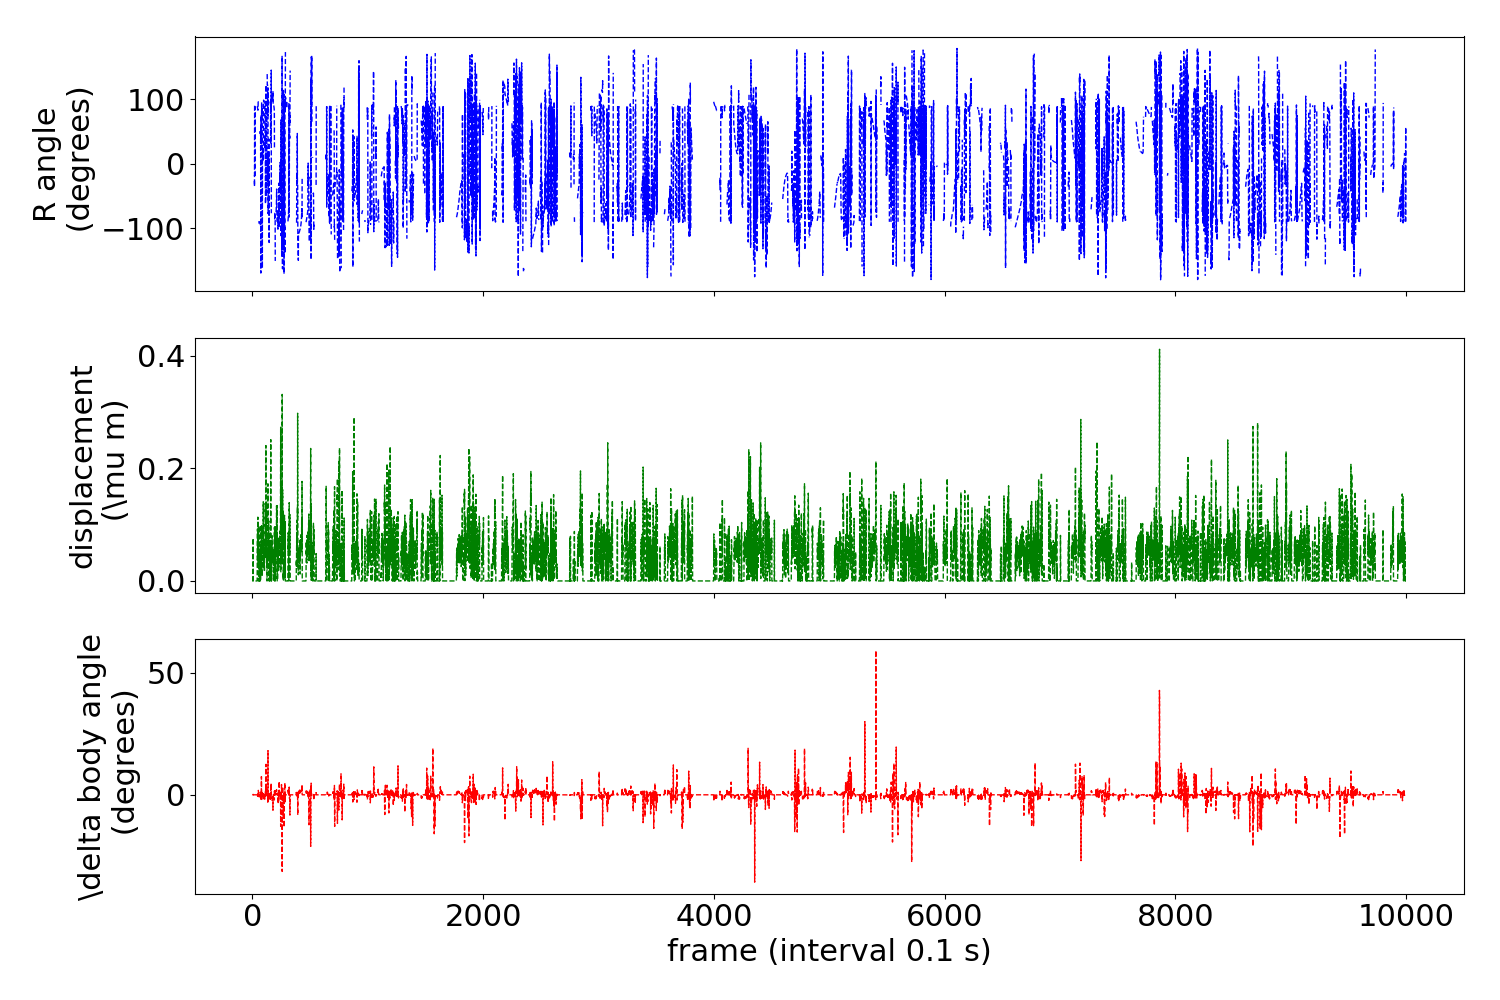 R angle
(degrees)
100
0
−100
displacement
(\mu m)
0.4
0.2
0.0
\delta body angle
(degrees)
50
0
0 2000 4000 6000 8000 10000
frame (interval 0.1 s)